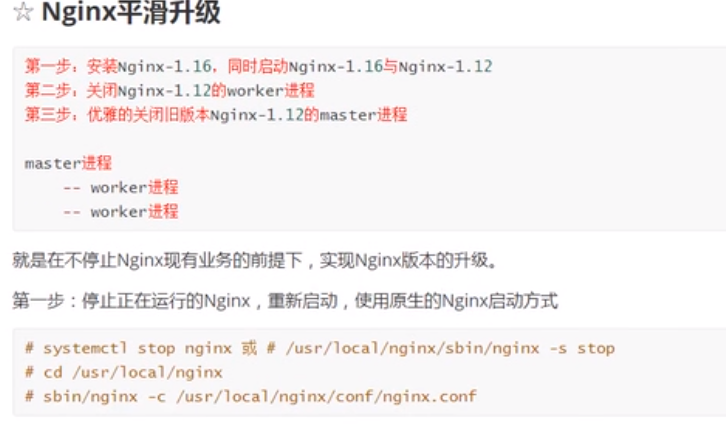 ☆ Nginx平滑升级
第一步：安装Nginx-1.16，同时启动Nginx-1.16与Nginx-1.12
第二步：关闭Nginx-1.12的worker进程
第三步：优雅的关闭旧版本Nginx-1.12的master进程
master进程
-- worker进程
-- worker进程
就是在不停止Nginx现有业务的前提下，实现Nginx版本的升级。
第一步：停止正在运行的Nginx，重新启动，使用原生的Nginx启动方式
# systemctl stop nginx 或 # /usr/local/nginx/sbin/nginx -s stop
# cd /usr/local/nginx
# sbin/nginx -c /usr/local/nginx/conf/nginx.conf